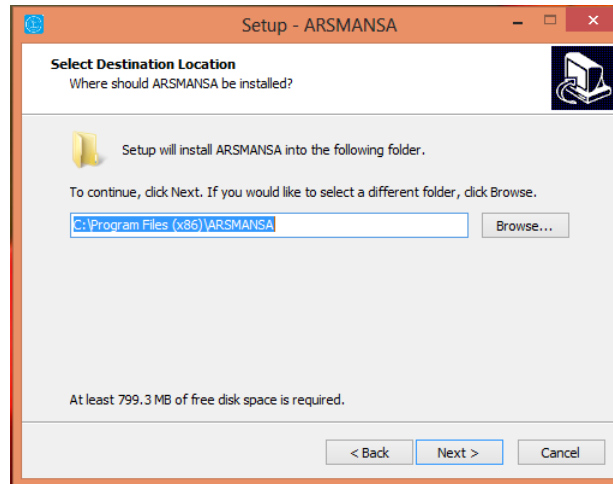 Setup - ARSMANSA
Select Destination Location
Where should ARSMANSA be installed?
Setup will install ARSMANSA into the following folder.
To continue, click Next. If you would like to select a different folder, click Browse.
C:\Program Files (x86)\ARSMANSA
Browse...
At least 799.3 MB of free disk space is required.
< Back
Next >
Cancel